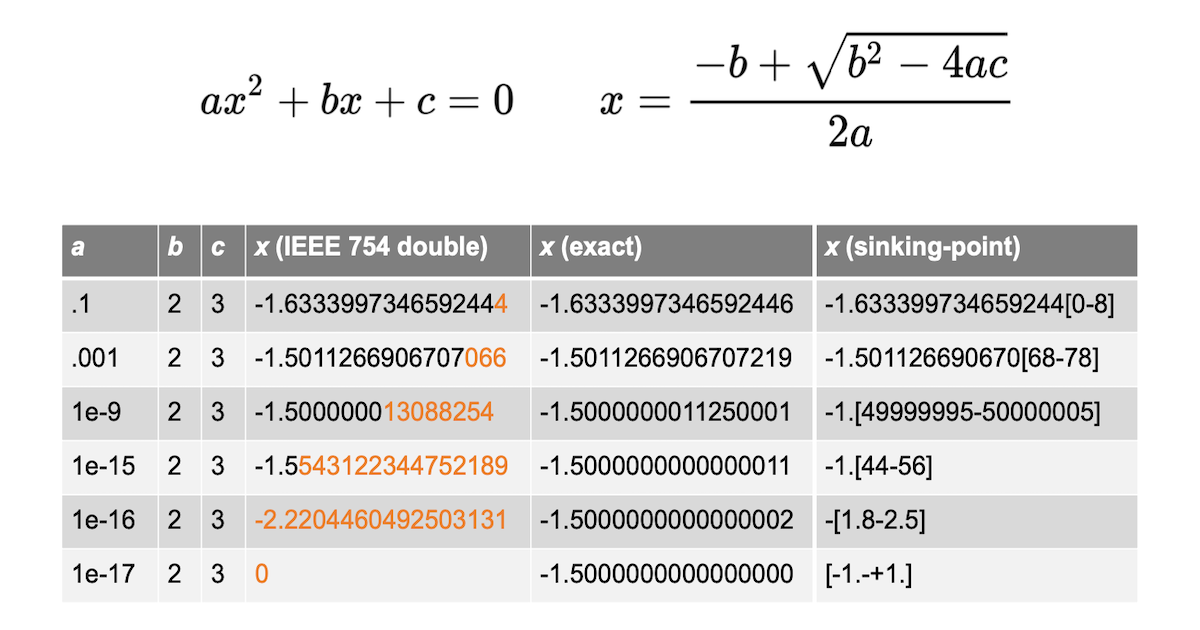 ax² + bx + c = 0 x = (-b + √(b² − 4ac)) / 2a
a b c x (IEEE 754 double) x (exact) x (sinking-point)
.1 2 3 -1.6333997346592444 -1.6333997346592446 -1.633399734659244[0-8]
.001 2 3 -1.5011266906707066 -1.5011266906707219 -1.501126690670[68-78]
1e-9 2 3 -1.500000013088254 -1.5000000011250001 -1.[49999995-50000005]
1e-15 2 3 -1.5543122344752189 -1.5000000000000011 -1.[44-56]
1e-16 2 3 -2.2204460492503131 -1.5000000000000002 -[1.8-2.5]
1e-17 2 3 0 -1.5000000000000000 [-1.-+1.]